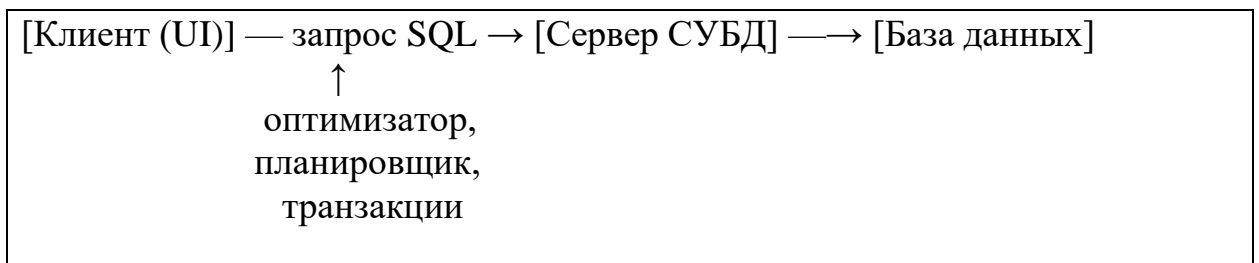 [Клиент (UI)] — запрос SQL → [Сервер СУБД] —→ [База данных]
↑
оптимизатор,
планировщик,
транзакции